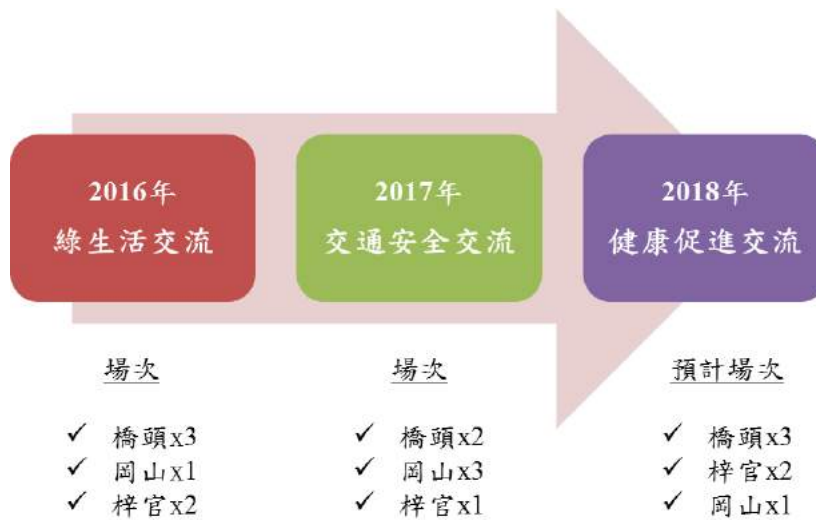 2016年
綠生活交流
2017年
交通安全交流
2018年
健康促進交流
場次
✓ 橋頭x3
✓ 岡山x1
✓ 梓官x2
場次
✓ 橋頭x2
✓ 岡山x3
✓ 梓官x1
預計場次
✓ 橋頭x3
✓ 梓官x2
✓ 岡山x1